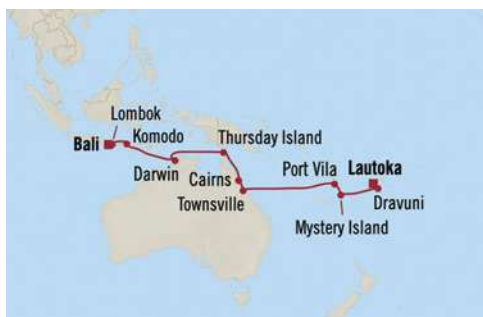 Lombok
Bali
Komodo
Thursday Island
Darwin
Cairns
Townsville
Port Vila
Lautoka
Dravuni
Mystery Island